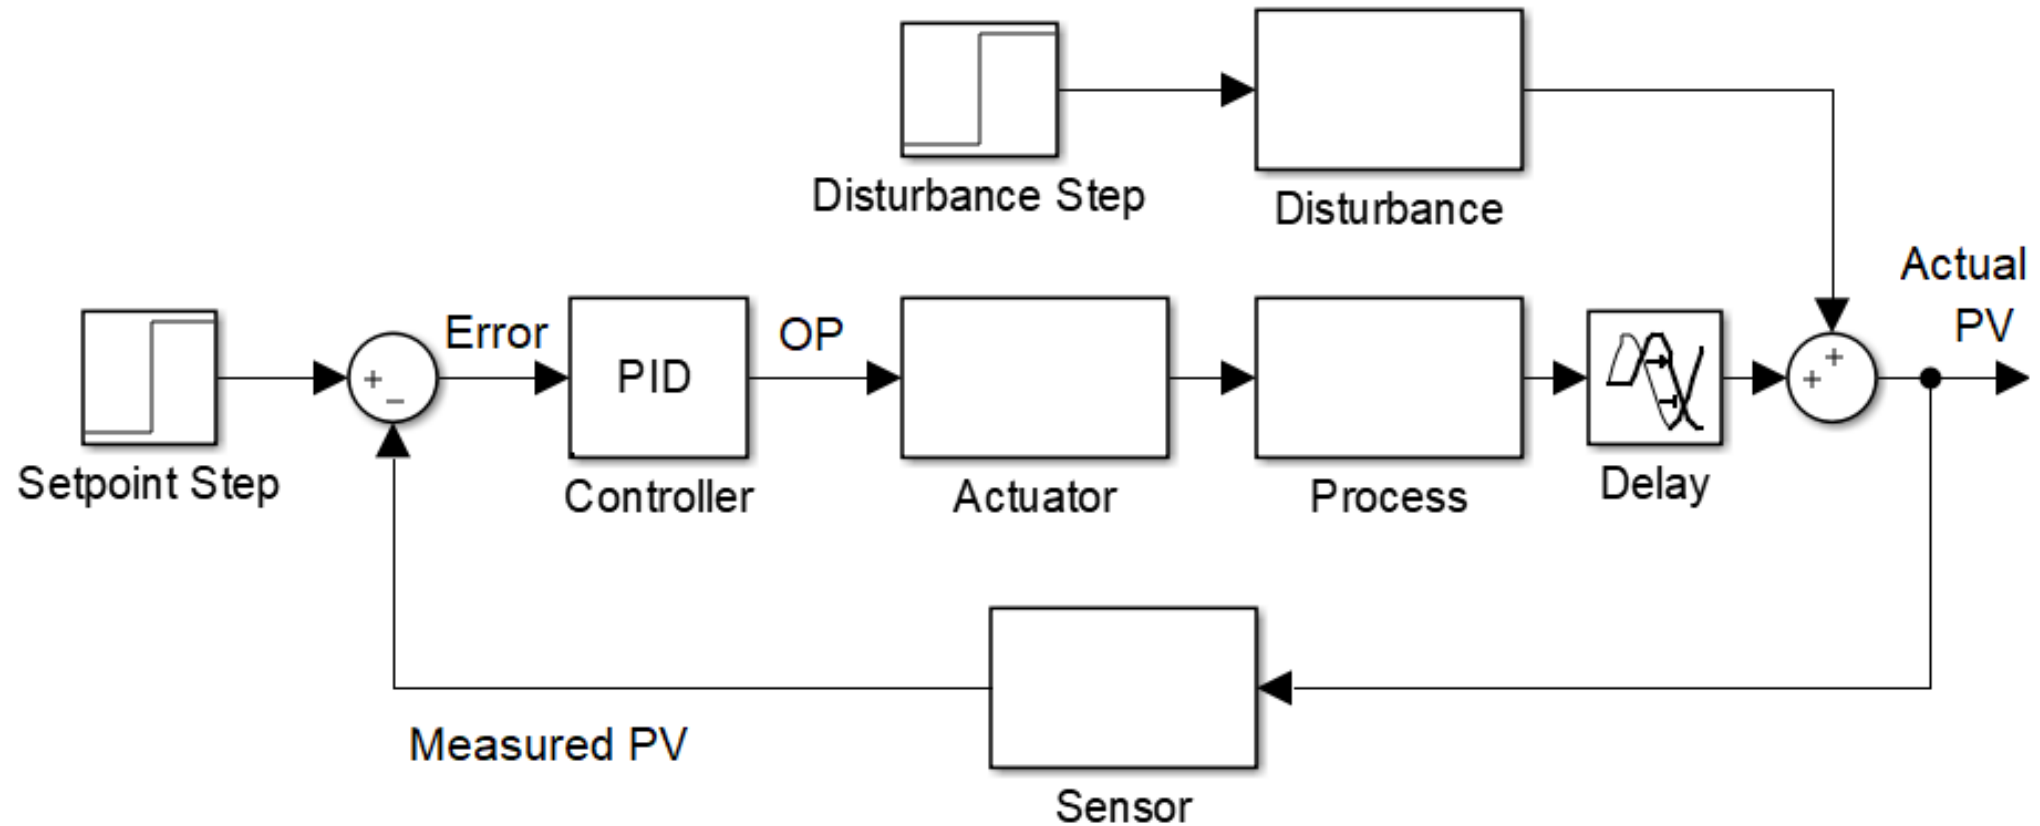 Disturbance Step
Disturbance
Actual
PV
Error
OP
+
+
+
−
PID
Setpoint Step
Controller
Actuator
Process
Delay
Measured PV
Sensor